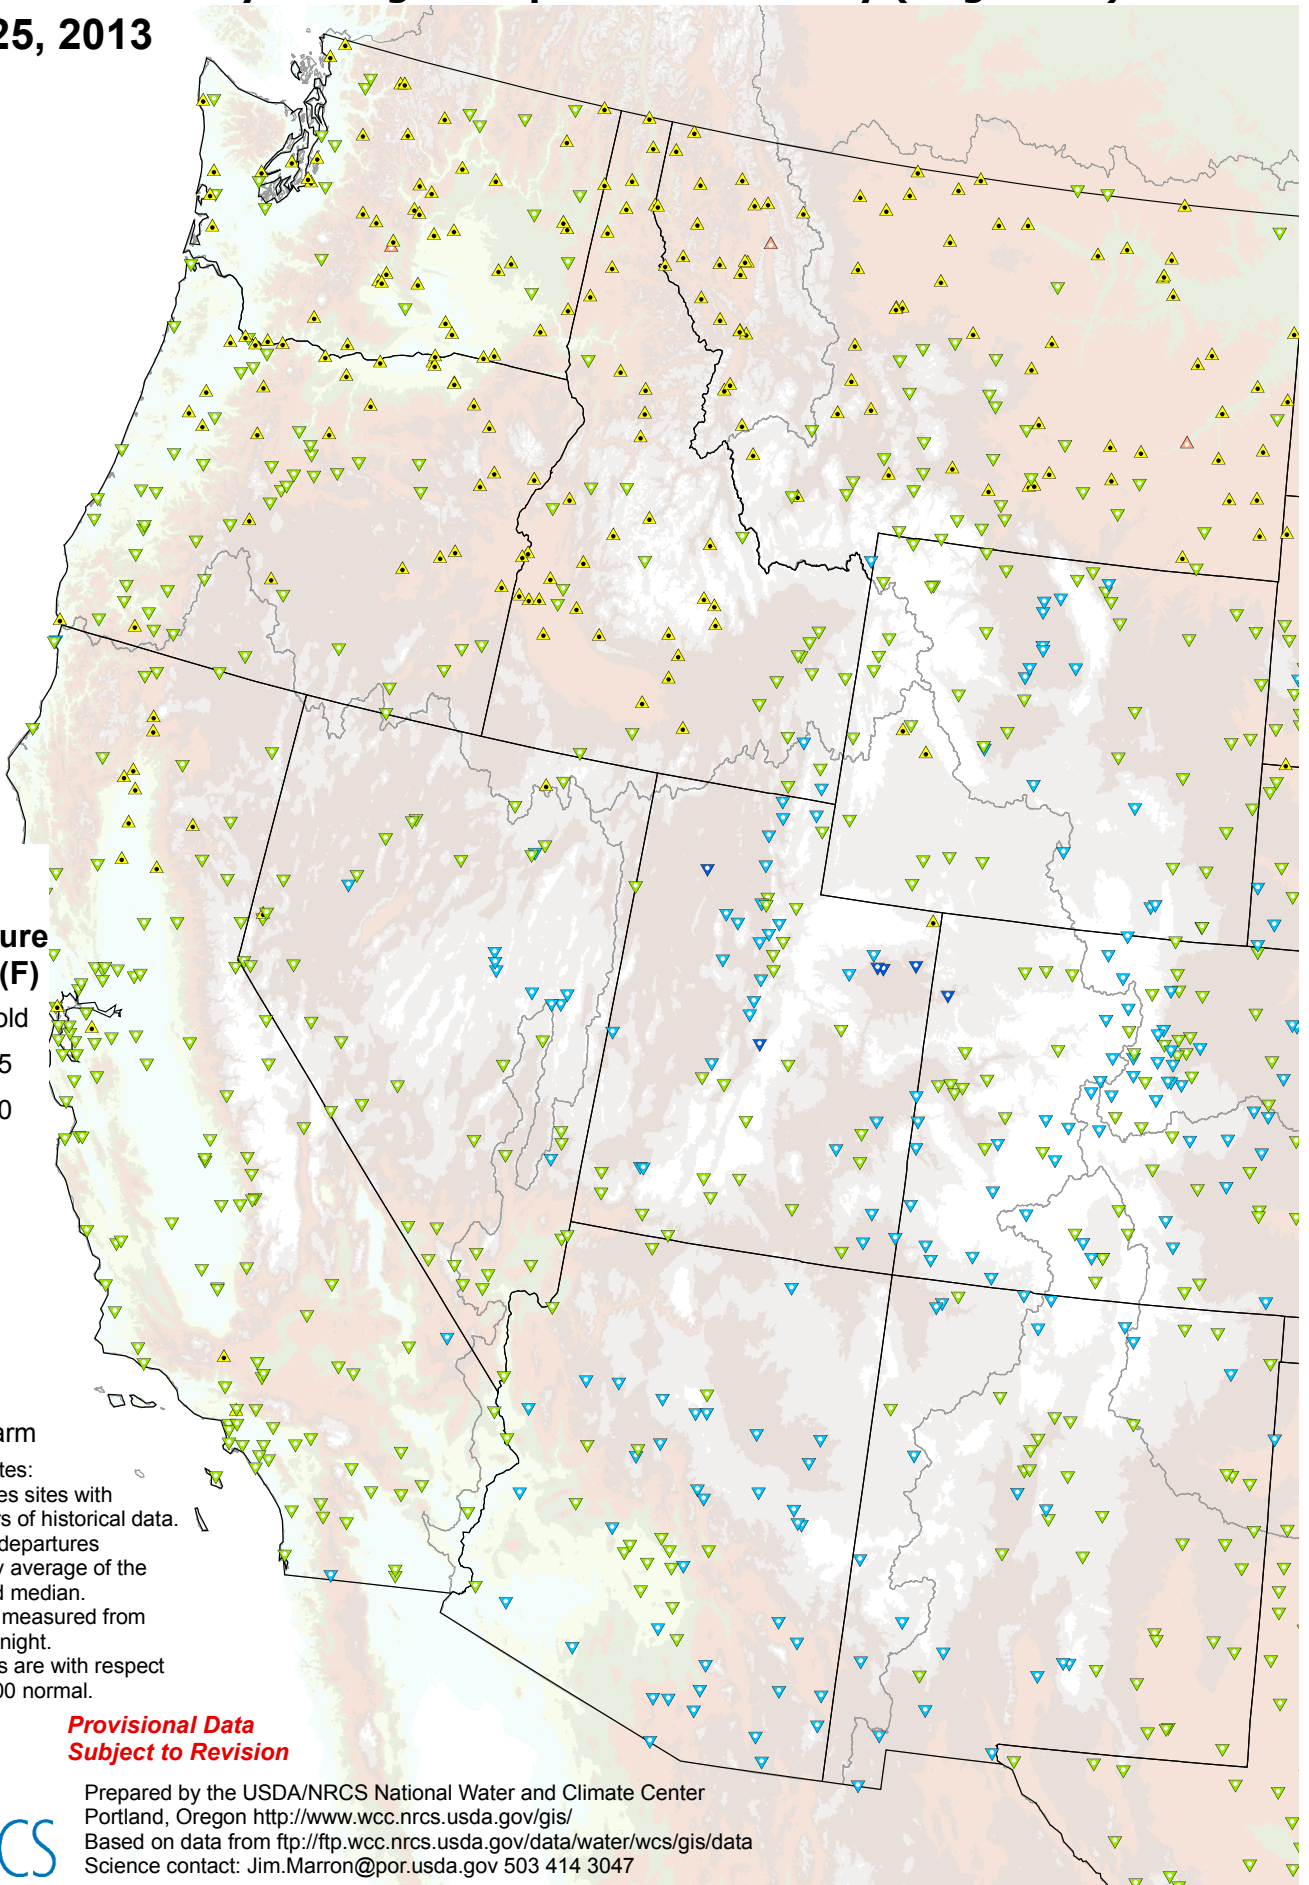 25, 2013
ure
(F)
old
5
0
arm
tes:
es sites with
rs of historical data.
departures
y average of the
d median.
measured from
night.
s are with respect
00 normal.
Provisional Data
Subject to Revision
Prepared by the USDA/NRCS National Water and Climate Center
Portland, Oregon http://www.wcc.nrcs.usda.gov/gis/
Based on data from ftp://ftp.wcc.nrcs.usda.gov/data/water/wcs/gis/data
Science contact: Jim.Marron@por.usda.gov 503 414 3047
CS